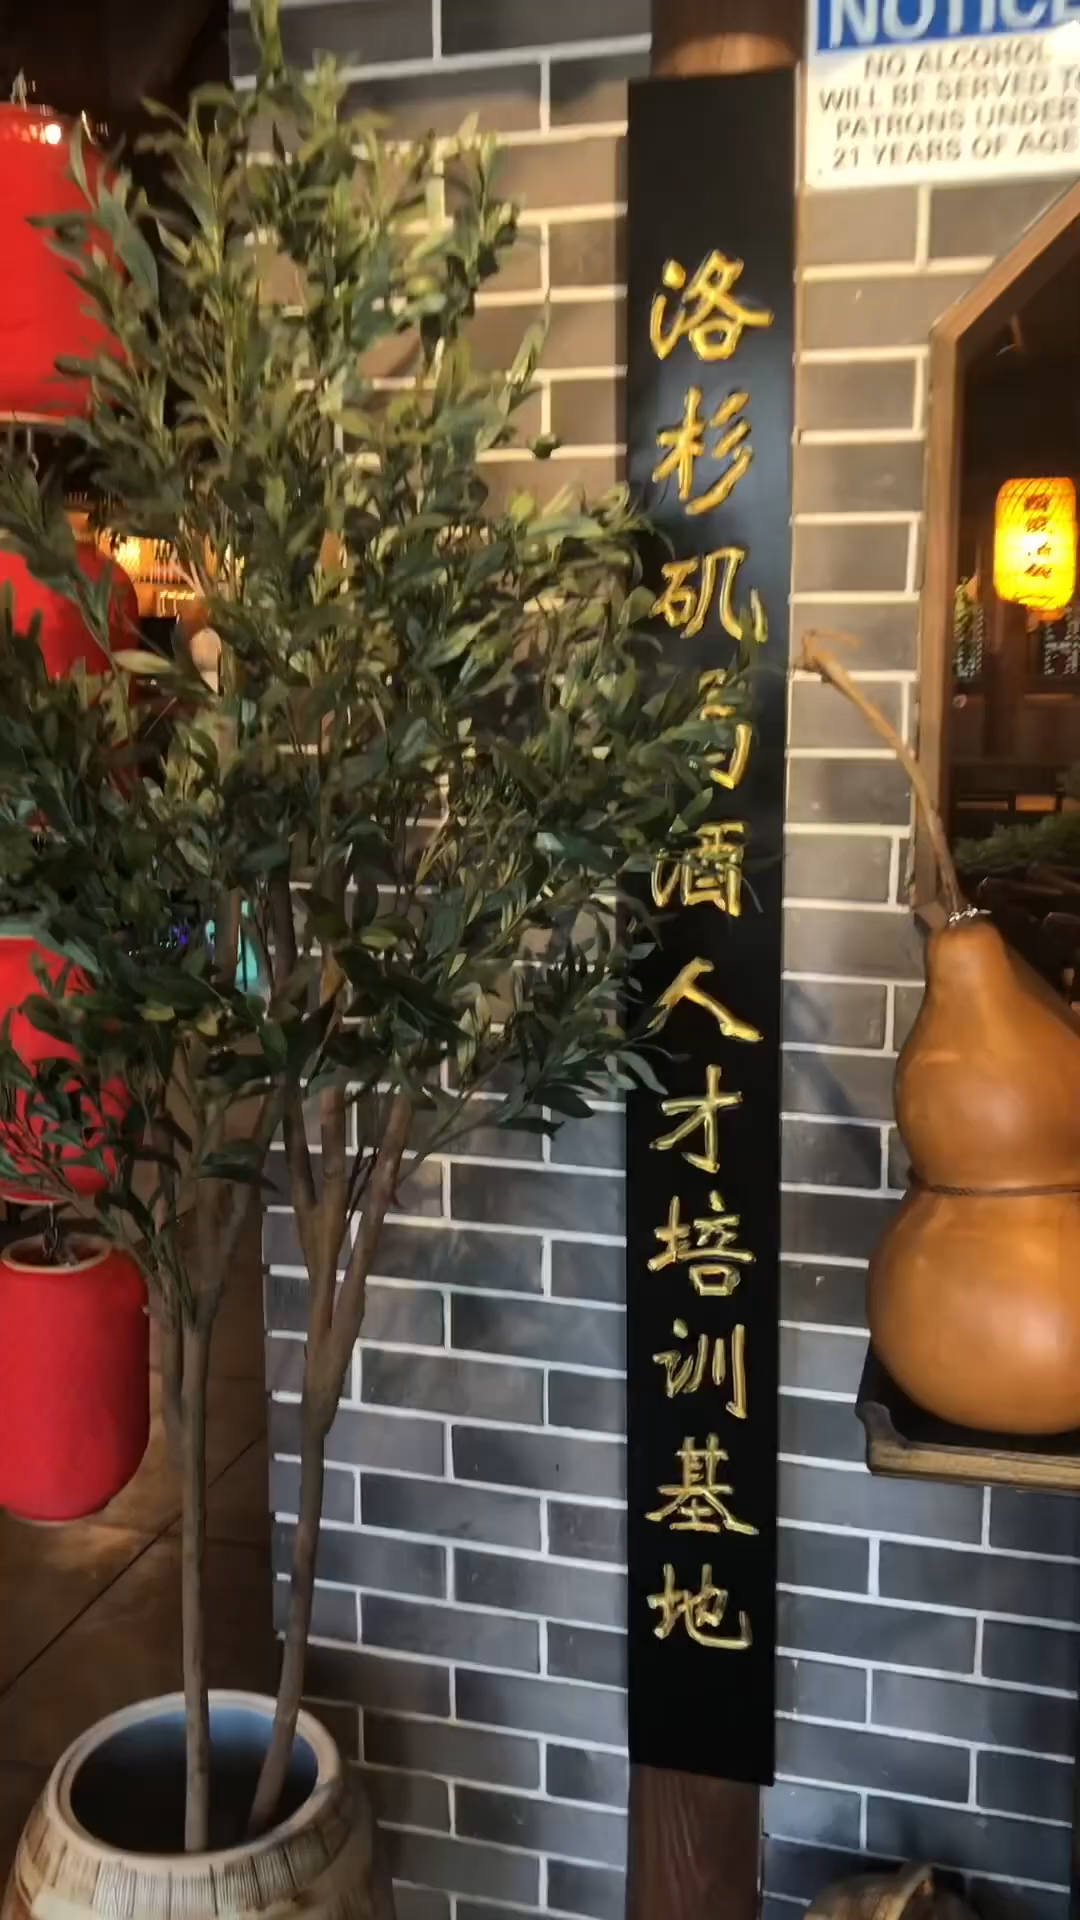 洛杉矶酒人才培训基地
NOTICE
NO ALCOHOL
WILL BE SERVED TO
PATRONS UNDER
21 YEARS OF AGE